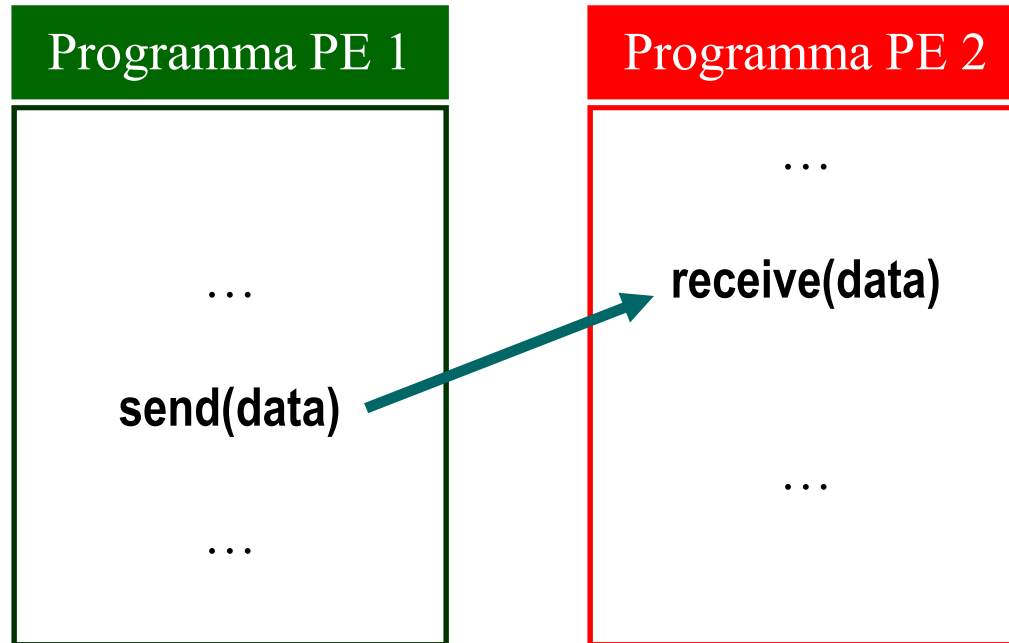 Programma PE 1
…
send(data)
…
Programma PE 2
…
receive(data)
…